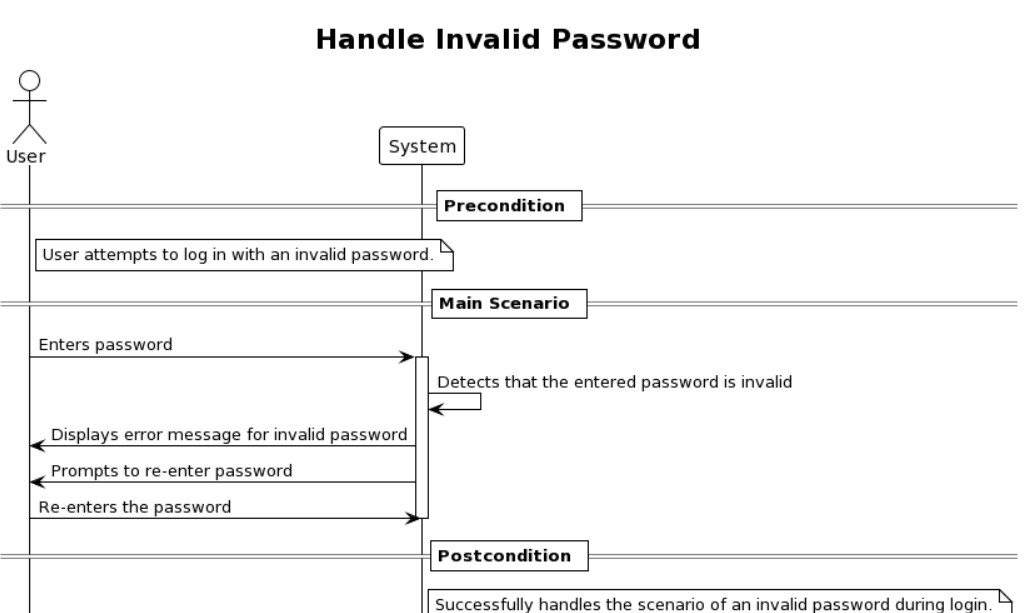 Handle Invalid Password
User
System
Precondition
User attempts to log in with an invalid password.
Main Scenario
Enters password
Detects that the entered password is invalid
Displays error message for invalid password
Prompts to re-enter password
Re-enters the password
Postcondition
Successfully handles the scenario of an invalid password during login.